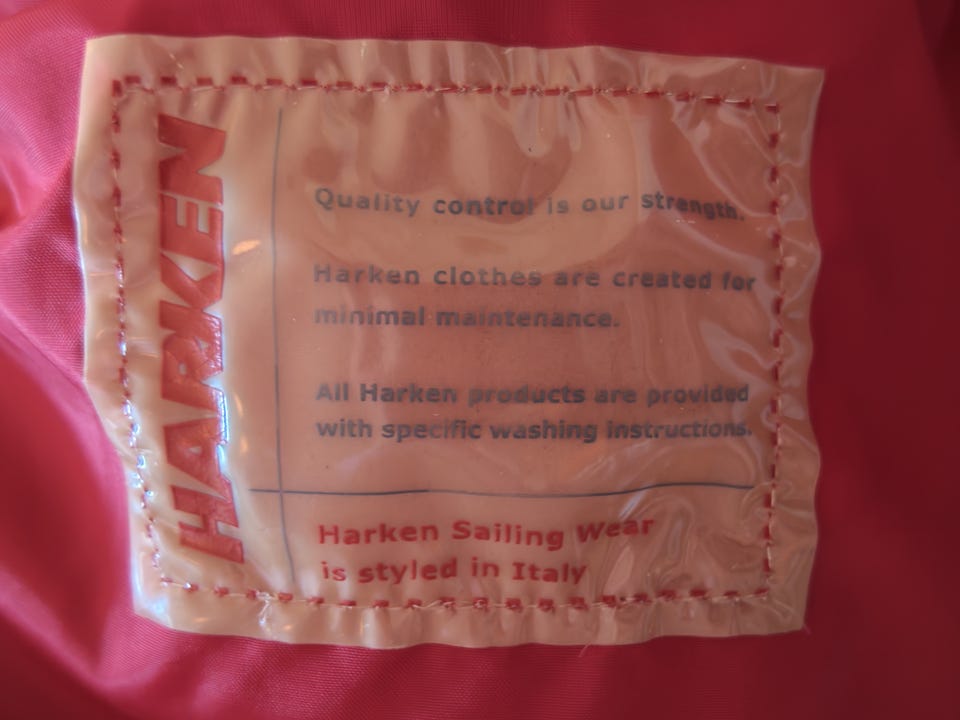 HARKEN
Quality control is our strength.
Harken clothes are created for
minimal maintenance.
All Harken products are provided
with specific washing instructions.
Harken Sailing Wear
is styled in Italy